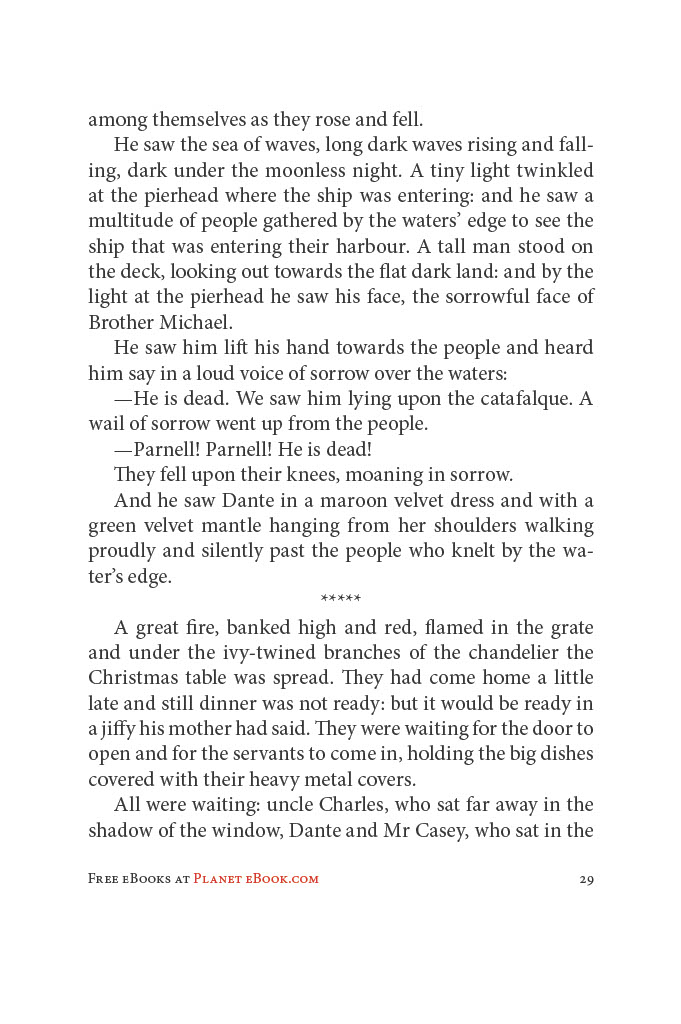 among themselves as they rose and fell.
He saw the sea of waves, long dark waves rising and fall-
ing, dark under the moonless night. A tiny light twinkled
at the pierhead where the ship was entering: and he saw a
multitude of people gathered by the waters’ edge to see the
ship that was entering their harbour. A tall man stood on
the deck, looking out towards the flat dark land: and by the
light at the pierhead he saw his face, the sorrowful face of
Brother Michael.
He saw him lift his hand towards the people and heard
him say in a loud voice of sorrow over the waters:
—He is dead. We saw him lying upon the catafalque. A
wail of sorrow went up from the people.
—Parnell! Parnell! He is dead!
They fell upon their knees, moaning in sorrow.
And he saw Dante in a maroon velvet dress and with a
green velvet mantle hanging from her shoulders walking
proudly and silently past the people who knelt by the wa-
ter’s edge.
*****
A great fire, banked high and red, flamed in the grate
and under the ivy-twined branches of the chandelier the
Christmas table was spread. They had come home a little
late and still dinner was not ready: but it would be ready in
a jiffy his mother had said. They were waiting for the door to
open and for the servants to come in, holding the big dishes
covered with their heavy metal covers.
All were waiting: uncle Charles, who sat far away in the
shadow of the window, Dante and Mr Casey, who sat in the
Free eBooks at Planet eBook.com 29